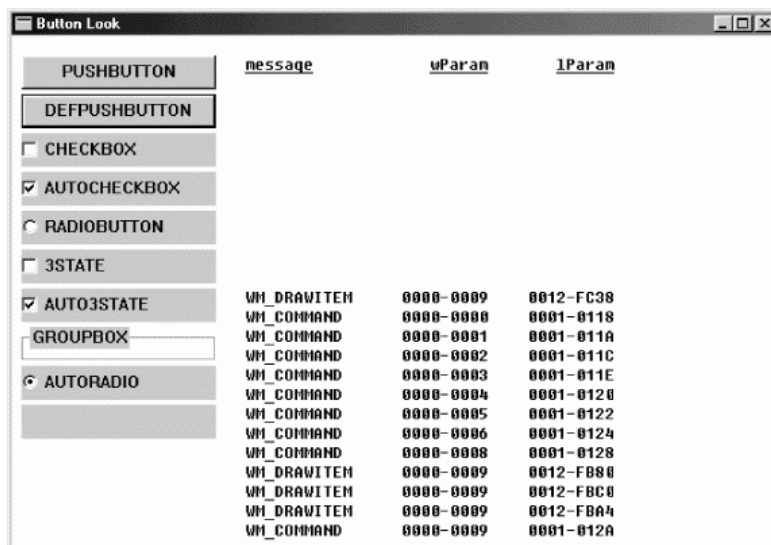 Button Look
message wParam lParam
PUSHBUTTON
DEFPUSHBUTTON
CHECKBOX
AUTOCHECKBOX
RADIOBUTTON
3STATE
AUTO3STATE
GROUPBOX
AUTORADIO
WM_DRAWITEM 0000-0009 0012-FC38
WM_COMMAND 0000-0000 0001-0118
WM_COMMAND 0000-0001 0001-011A
WM_COMMAND 0000-0002 0001-011C
WM_COMMAND 0000-0003 0001-011E
WM_COMMAND 0000-0004 0001-0120
WM_COMMAND 0000-0005 0001-0122
WM_COMMAND 0000-0006 0001-0124
WM_COMMAND 0000-0008 0001-0128
WM_DRAWITEM 0000-0009 0012-FB80
WM_DRAWITEM 0000-0009 0012-FBC0
WM_DRAWITEM 0000-0009 0012-FBA4
WM_COMMAND 0000-0009 0001-012A